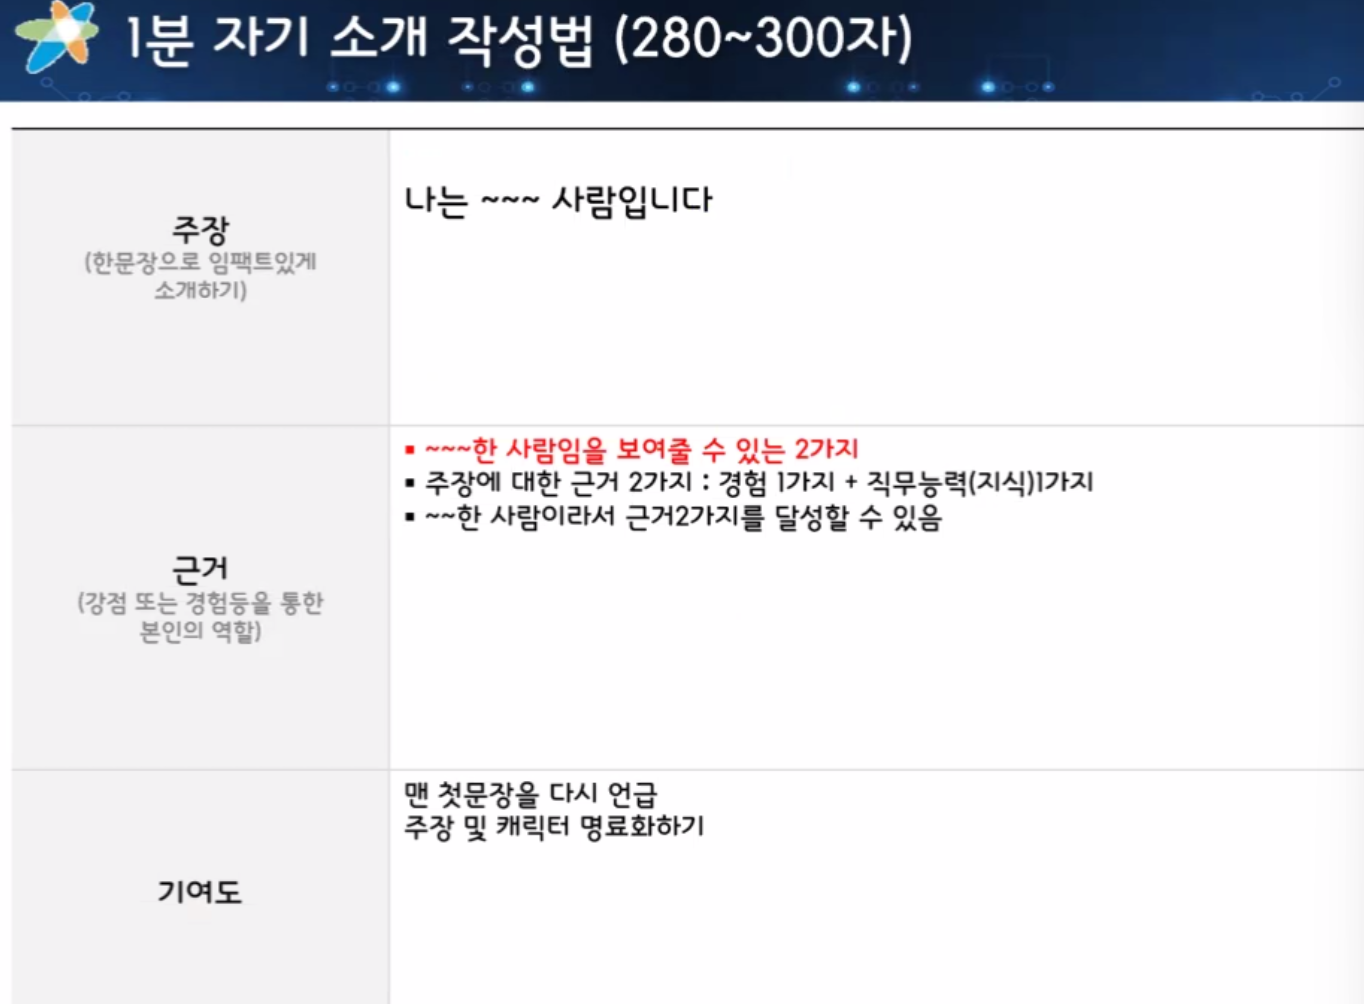 1분 자기 소개 작성법 (280~300자)
주장
(한문장으로 임팩트있게
소개하기)
나는 ~~~ 사람입니다
근거
(강점 또는 경험등을 통한
본인의 역할)
▪ ~~~한 사람임을 보여줄 수 있는 2가지
▪ 주장에 대한 근거 2가지 : 경험 1가지 + 직무능력(지식)1가지
▪ ~~한 사람이라서 근거2가지를 달성할 수 있음
기여도
맨 첫문장을 다시 언급
주장 및 캐릭터 명료화하기